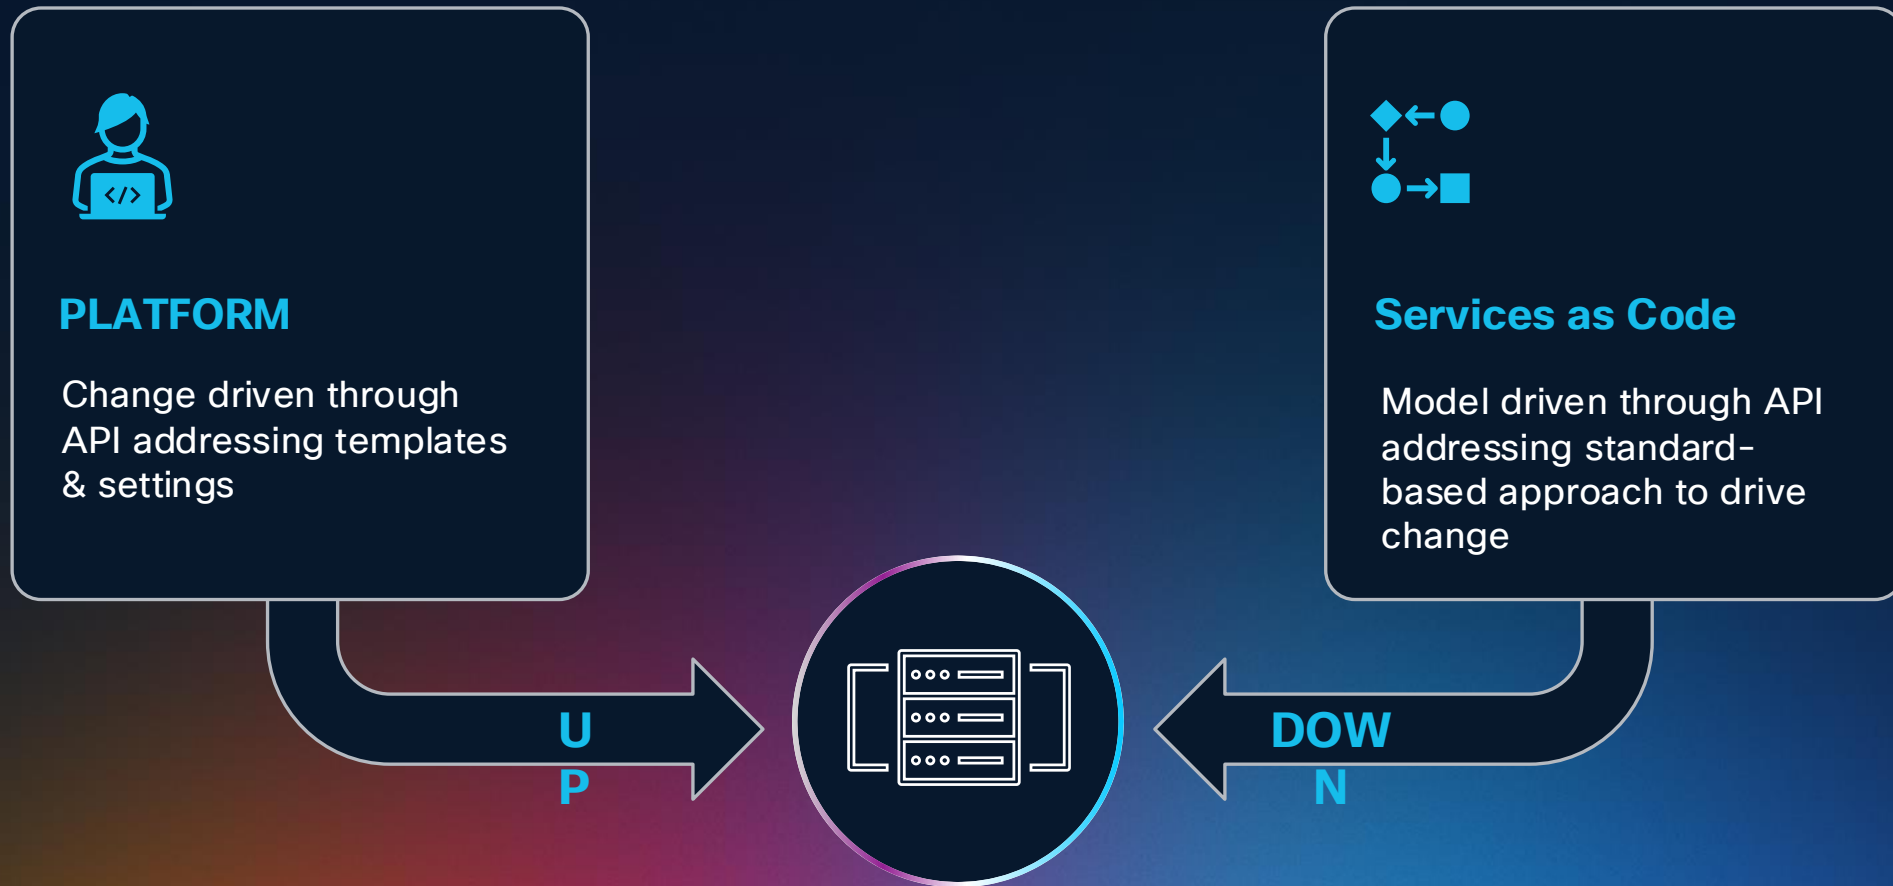 </>
PLATFORM
Change driven through
API addressing templates
& settings
Services as Code
Model driven through API
addressing standard-
based approach to drive
change
U
P
DOW
N